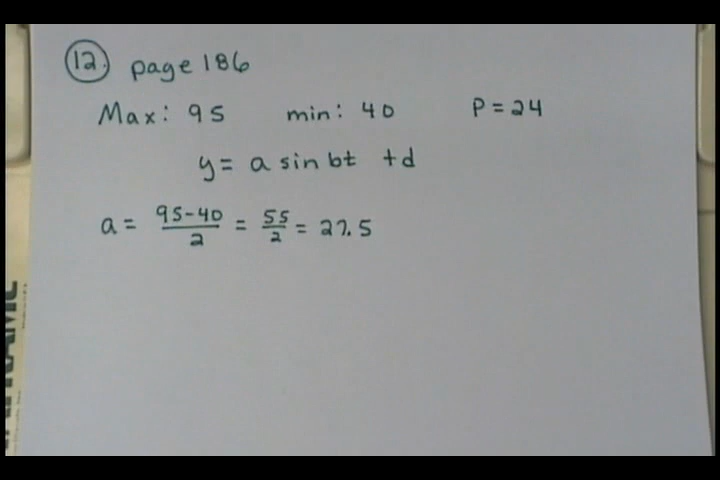 12. page 186
Max: 95 min: 40 P = 24
y = a sin bt + d
a = 95-40/2 = 55/2 = 27.5